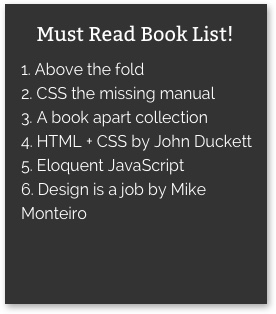 Must Read Book List!
1. Above the fold
2. CSS the missing manual
3. A book apart collection
4. HTML + CSS by John Duckett
5. Eloquent JavaScript
6. Design is a job by Mike
Monteiro